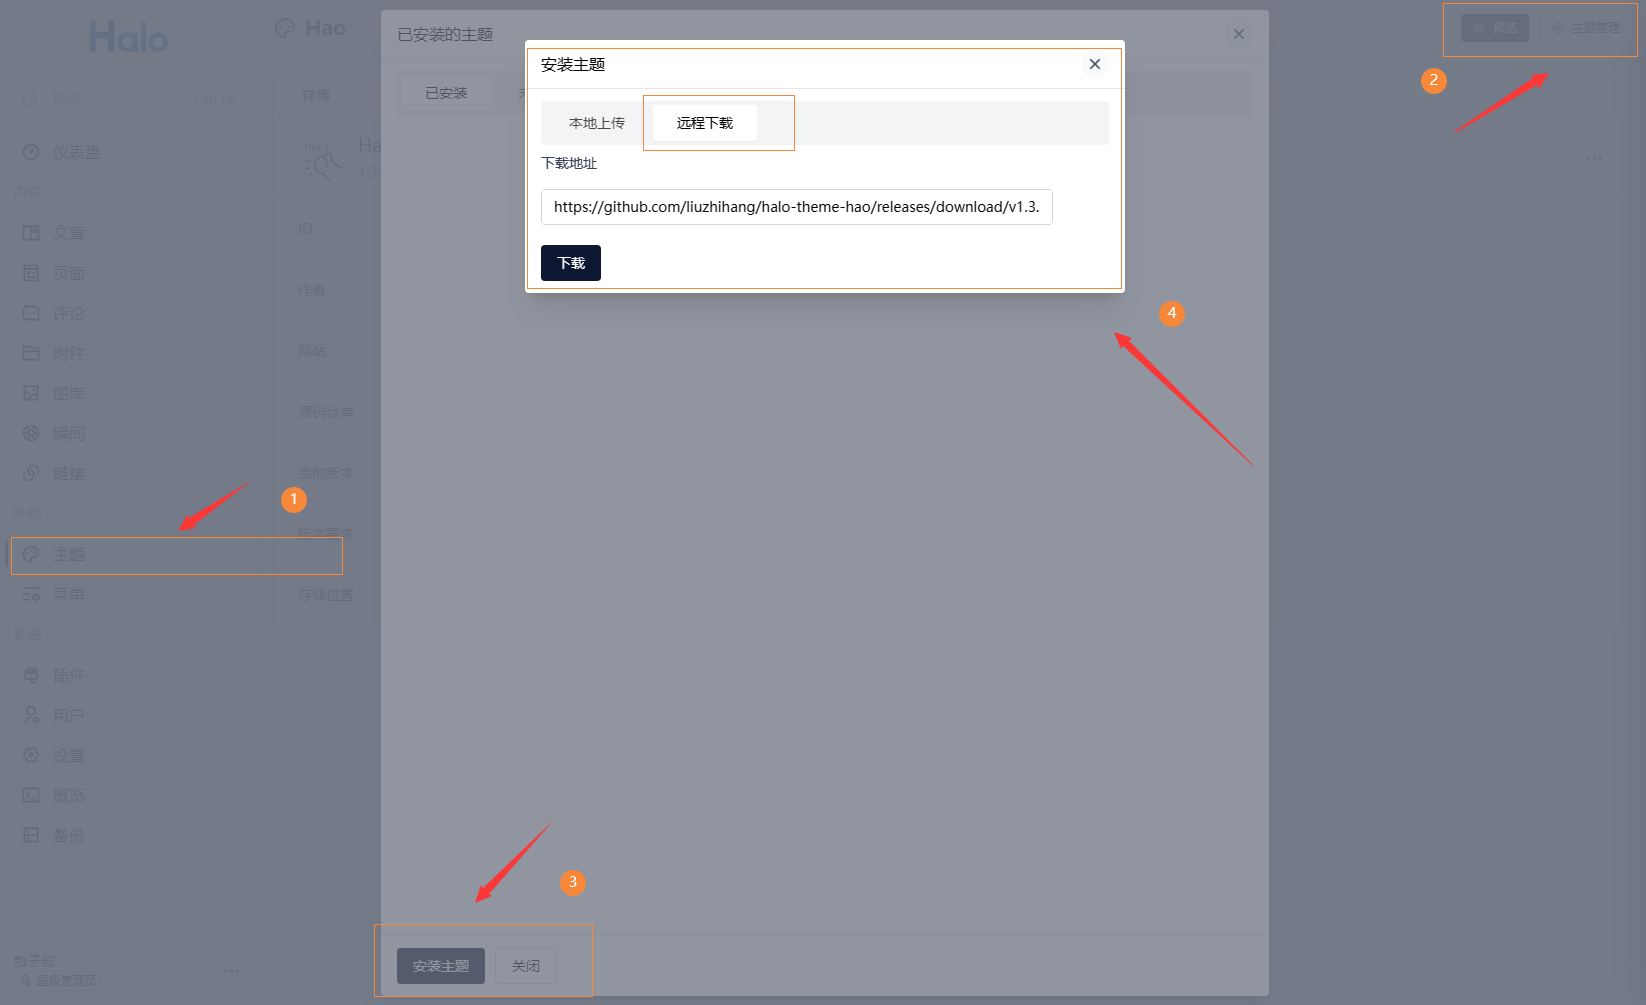 Halo
搜索
Ctrl+K
仪表盘
内容
文章
页面
评论
附件
图库
瞬间
链接
外观
主题
菜单
系统
插件
用户
设置
概览
备份
包子叔
超级管理员
Hao
详情
Ha
1.3.
ID
作者
网站
源码仓库
当前版本
版本要求
存储位置
已安装的主题
已安装
安装主题
本地上传
远程下载
下载地址
https://github.com/liuzhihang/halo-theme-hao/releases/download/v1.3.
下载
安装主题
关闭
预览
主题管理
1
2
3
4